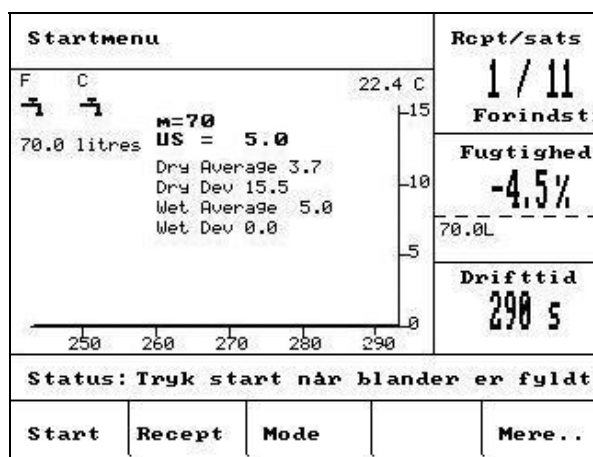 Startmenu
F C
22.4 C
70.0 litres
m=70
US = 5.0
Dry Average 3.7
Dry Dev 15.5
Wet Average 5.0
Wet Dev 0.0
15
10
5
0
250 260 270 280 290
Rcpt/sats
1 / 11
Forindst
Fugtighed
-4.5%
70.0L
Drifttid
290 s
Status: Tryk start når blander er fyldt
Start Recept Mode Mere..